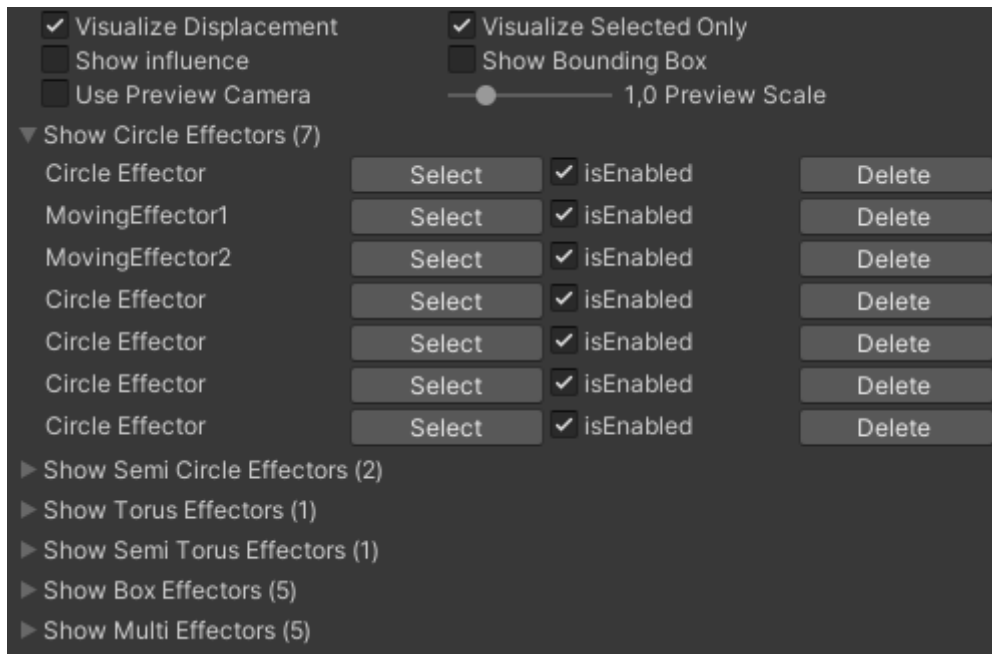 Visualize Displacement Visualize Selected Only
Show influence Show Bounding Box
Use Preview Camera 1,0 Preview Scale
Show Circle Effectors (7)
Circle Effector Select isEnabled Delete
MovingEffector1 Select isEnabled Delete
MovingEffector2 Select isEnabled Delete
Circle Effector Select isEnabled Delete
Circle Effector Select isEnabled Delete
Circle Effector Select isEnabled Delete
Circle Effector Select isEnabled Delete
Show Semi Circle Effectors (2)
Show Torus Effectors (1)
Show Semi Torus Effectors (1)
Show Box Effectors (5)
Show Multi Effectors (5)